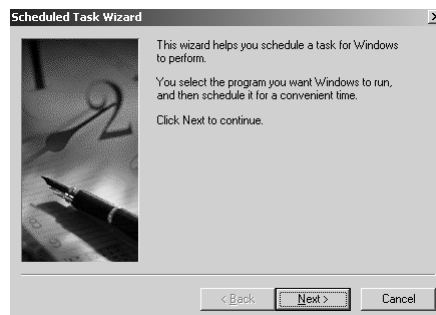 Scheduled Task Wizard
This wizard helps you schedule a task for Windows
to perform.
You select the program you want Windows to run,
and then schedule it for a convenient time.
Click Next to continue.
2
< Back Next > Cancel